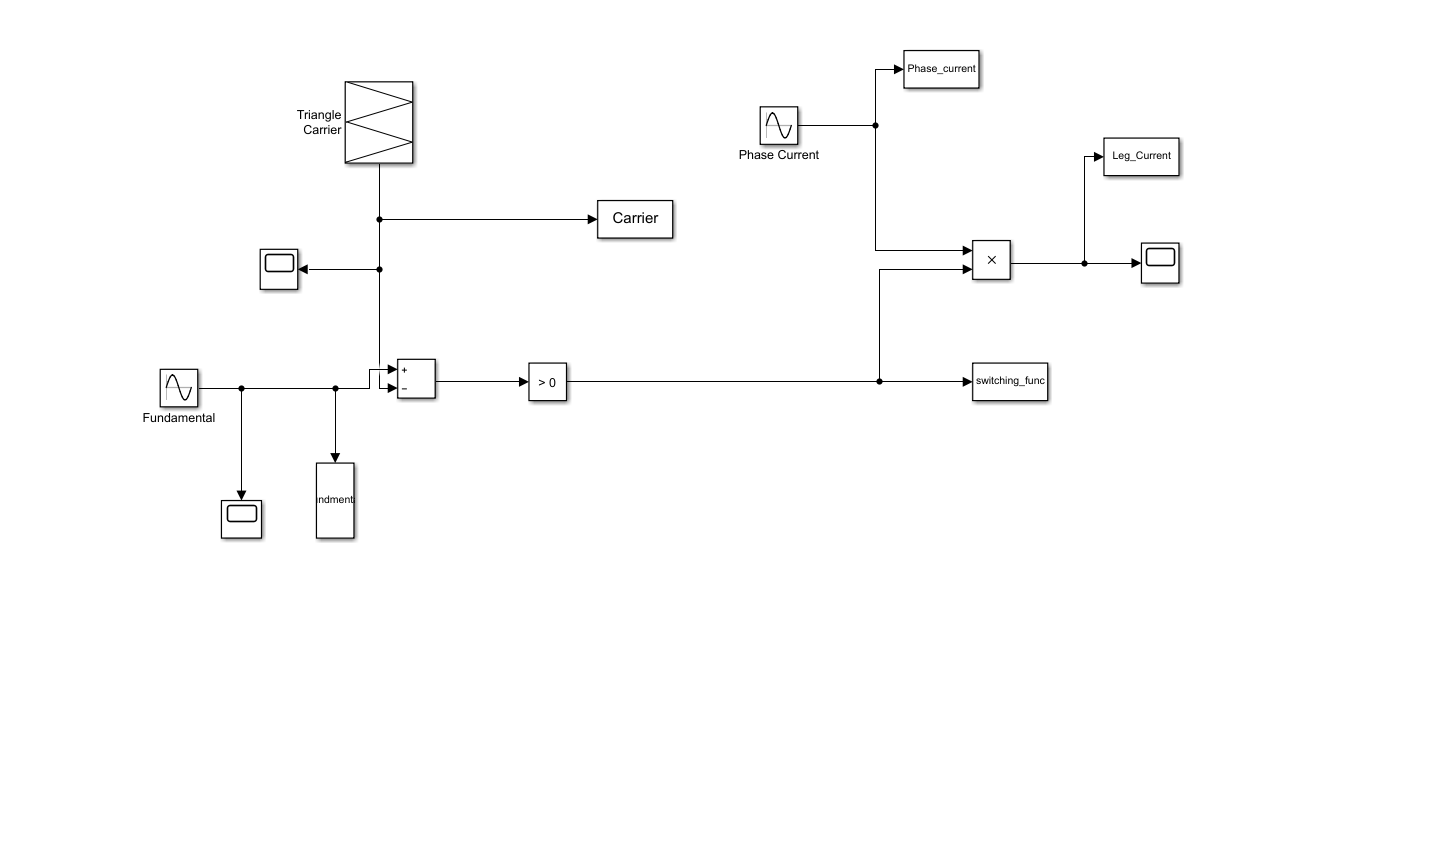 Phase_current
Triangle
Carrier
Phase Current
Leg_Current
Carrier
×
+
−
> 0
switching_func
Fundamental
ndment